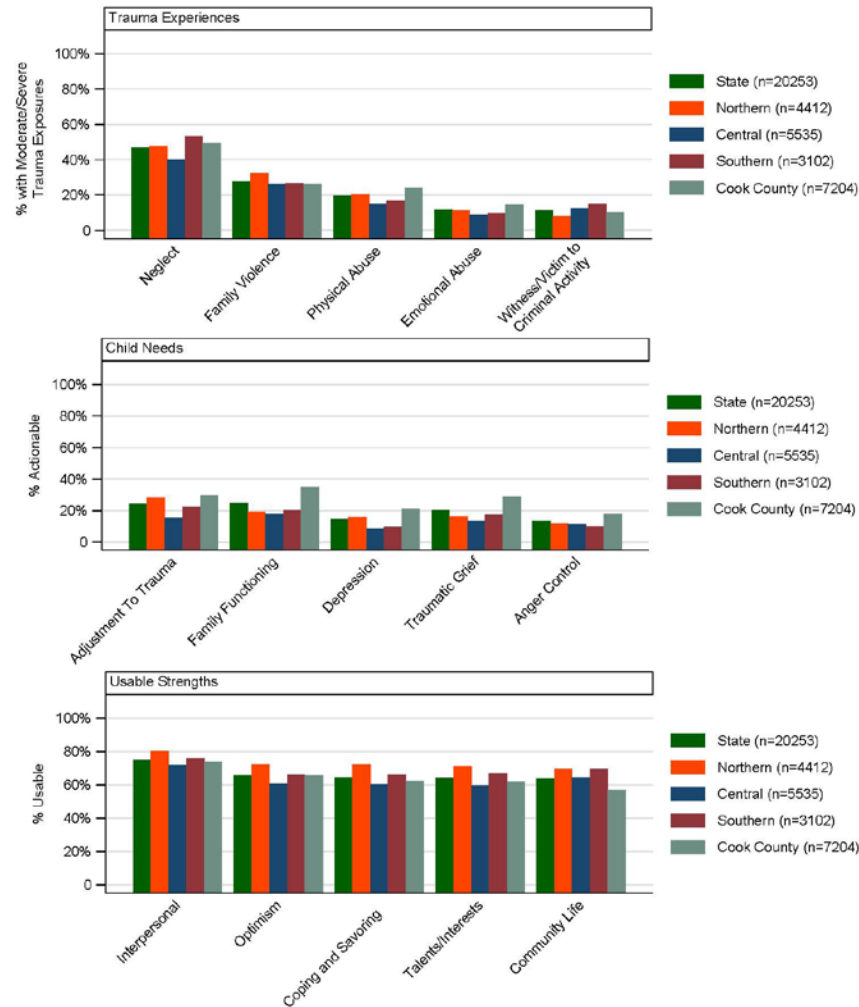 Trauma Experiences
% with Moderate/Severe
Trauma Exposures
100%
80%
60%
40%
20%
0
Neglect
Family Violence
Physical Abuse
Emotional Abuse
Witness/Victim to
Criminal Activity
State (n=20253)
Northern (n=4412)
Central (n=5535)
Southern (n=3102)
Cook County (n=7204)
Child Needs
% Actionable
100%
80%
60%
40%
20%
0
Adjustment To Trauma
Family Functioning
Depression
Traumatic Grief
Anger Control
State (n=20253)
Northern (n=4412)
Central (n=5535)
Southern (n=3102)
Cook County (n=7204)
Usable Strengths
% Usable
100%
80%
60%
40%
20%
0
Interpersonal
Optimism
Coping and Savoring
Talents/Interests
Community Life
State (n=20253)
Northern (n=4412)
Central (n=5535)
Southern (n=3102)
Cook County (n=7204)